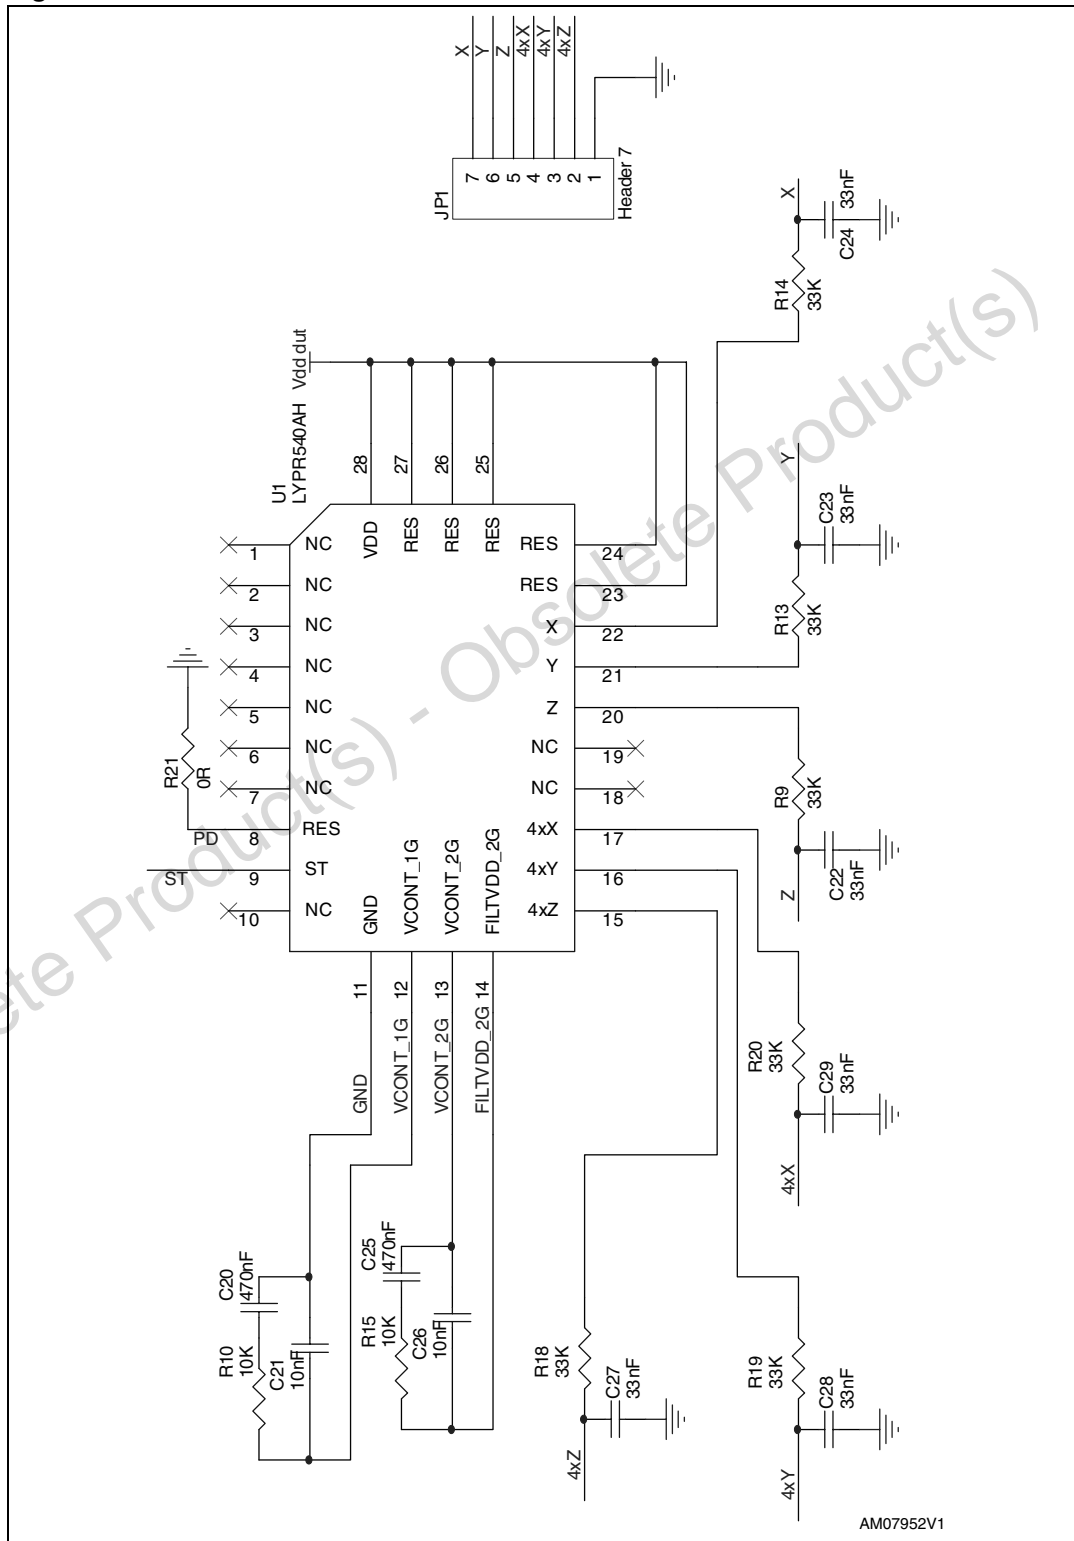 X
Y
Z
4xX
4xY
4xZ
JP1
7
6
5
4
3
2
1
Header 7
X
C24
33nF
R14
33K
Vdd dut
U1
LYPR540AH
28
27
26
25
VDD
RES
RES
RES
1
NC
2
NC
3
NC
4
NC
5
NC
6
NC
7
NC
PD
8
RES
ST
9
ST
10
NC
RES
24
RES
23
X
22
Y
21
Z
20
NC
19
NC
18
4xX
17
4xY
16
4xZ
15
GND
VCONT_1G
VCONT_2G
FILTVDD_2G
11
12
13
14
GND
VCONT_1G
VCONT_2G
FILTVDD_2G
R21
0R
Y
C23
33nF
R13
33K
R9
33K
Z
C22
33nF
R20
33K
C29
33nF
4xX
C20
470nF
R10
10K
C21
10nF
C25
470nF
R15
10K
C26
10nF
R18
33K
C27
33nF
4xZ
R19
33K
C28
33nF
4xY
AM07952V1
ete Product(s) - Obsolete Product(s)